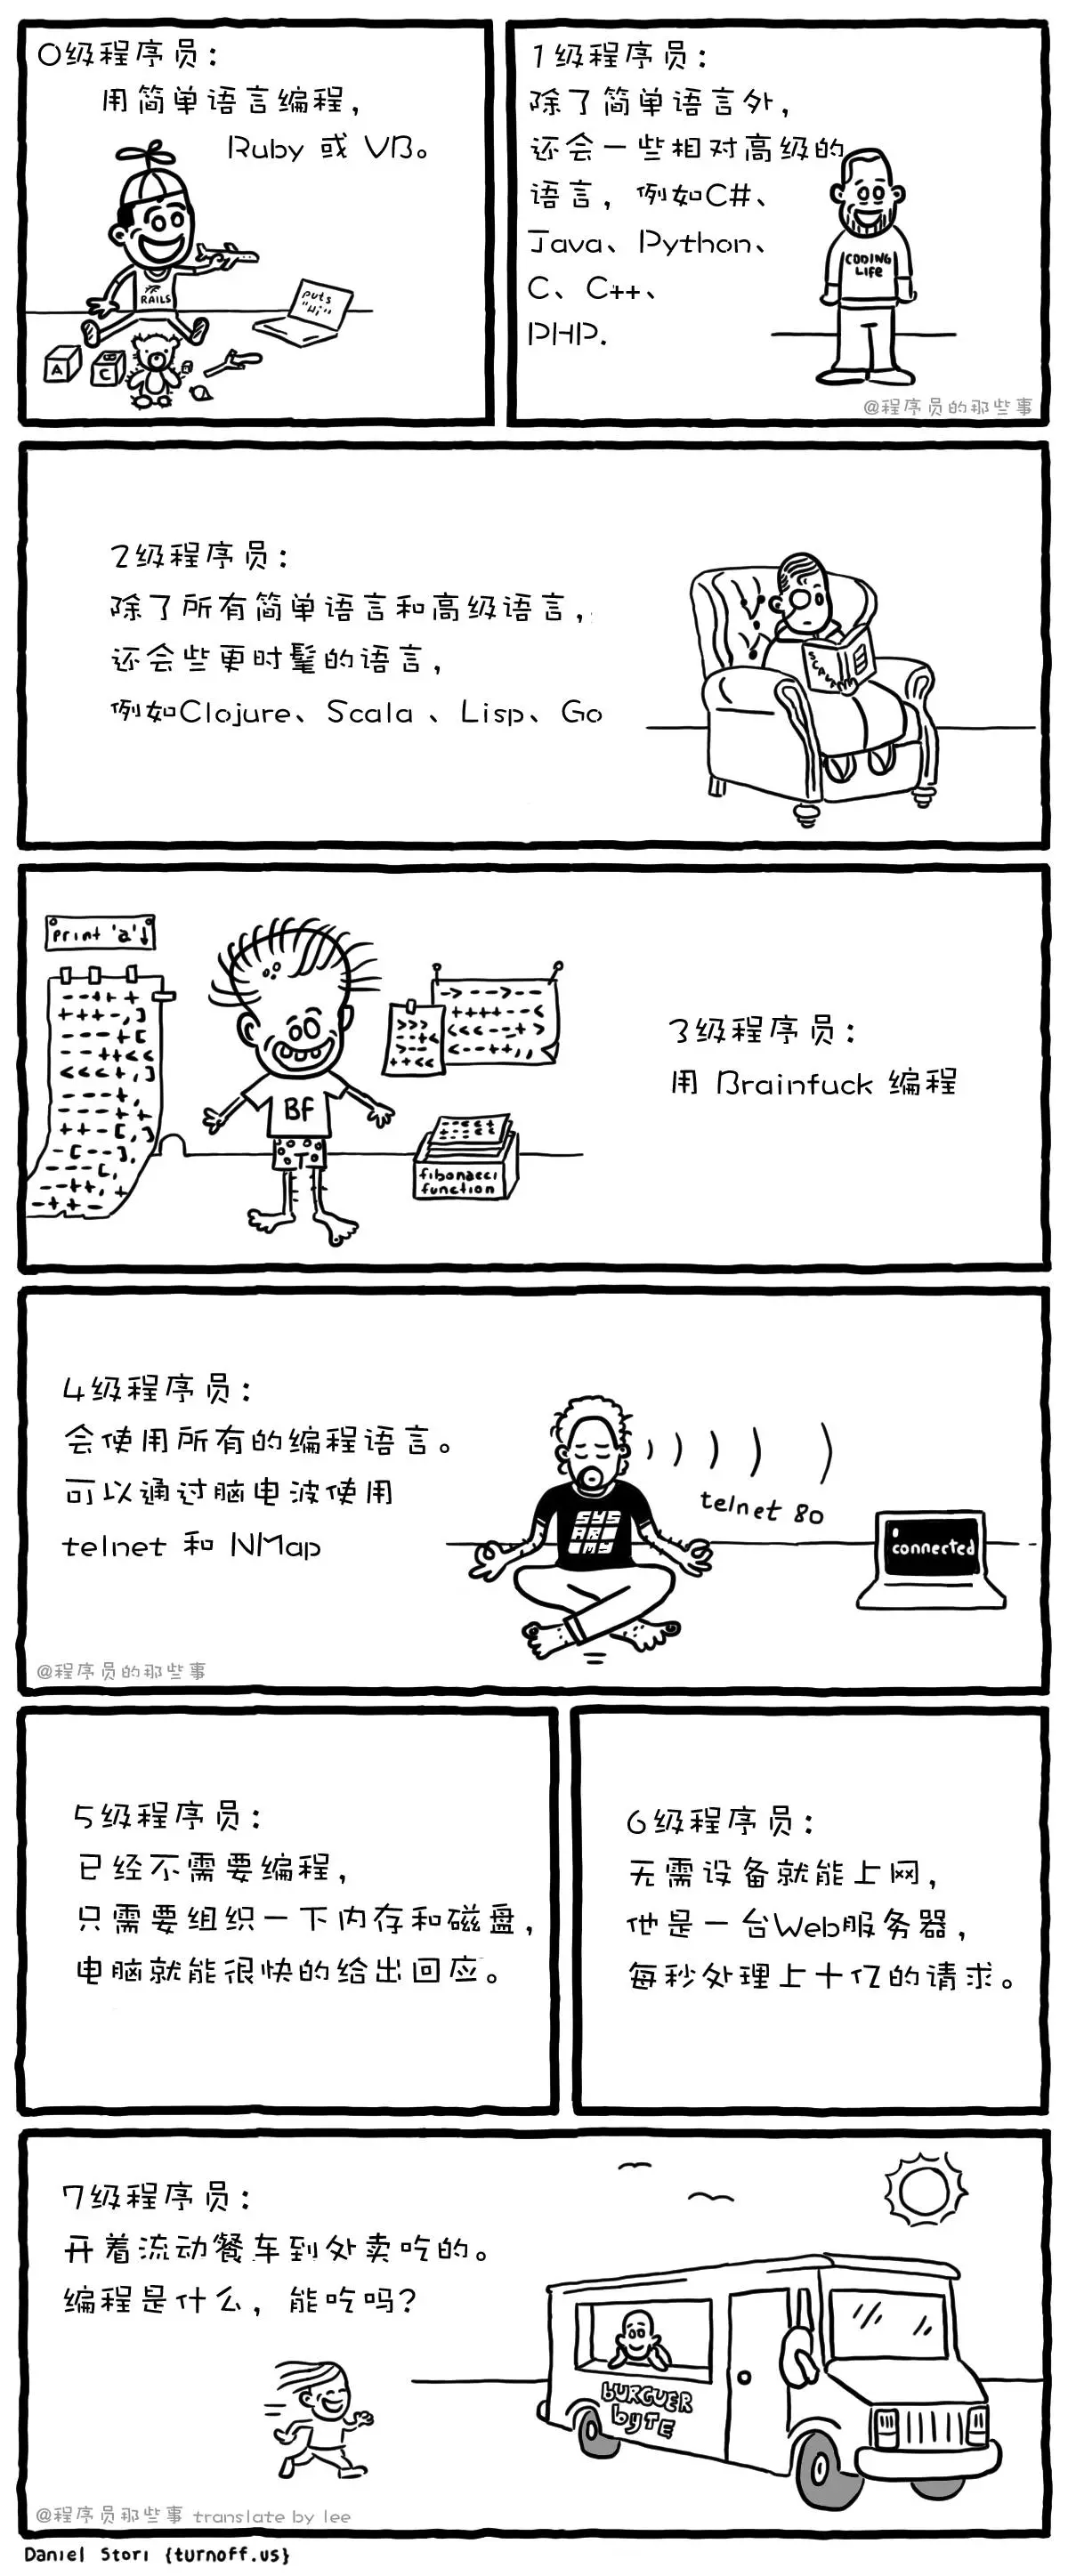 0级程序员：
用简单语言编程，
Ruby 或 VB。
RAILS
puts
"Hi"
A
C
1级程序员：
除了简单语言外，
还会一些相对高级的
语言，例如C#、
Java、Python、
C、C++、
PHP.
CODING
LIFE
@程序员的那些事
2级程序员：
除了所有简单语言和高级语言，
还会些更时髦的语言，
例如Clojure、Scala 、Lisp、Go
SCALA
print 'a'
BF
fibonacci
function
3级程序员：
用 Brainfuck 编程
4级程序员：
会使用所有的编程语言。
可以通过脑电波使用
telnet 和 NMap
telnet 80
connected
SYS
AR
MY
@程序员的那些事
5级程序员：
已经不需要编程，
只需要组织一下内存和磁盘，
电脑就能很快的给出回应。
6级程序员：
无需设备就能上网，
他是一台Web服务器，
每秒处理上十亿的请求。
7级程序员：
开着流动餐车到处卖吃的。
编程是什么，能吃吗？
BURGUER
byTE
@程序员那些事 translate by lee
Daniel Stori {turnoff.us}